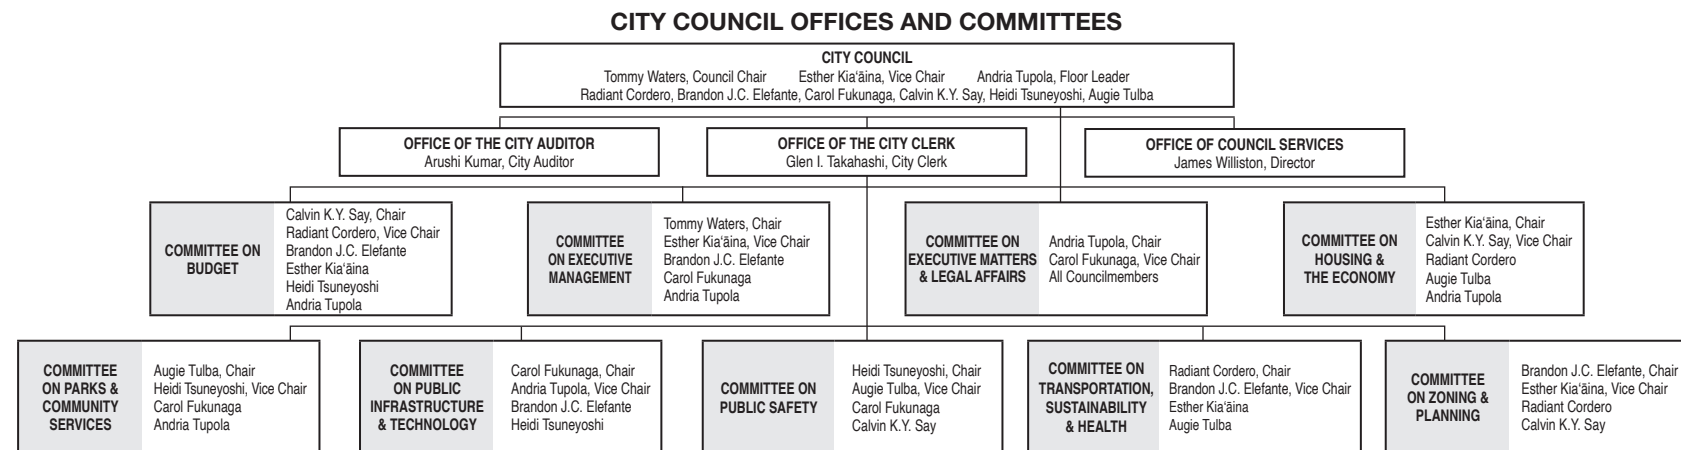 CITY COUNCIL OFFICES AND COMMITTEES
CITY COUNCIL
Tommy Waters, Council Chair Esther Kiaʻāina, Vice Chair Andria Tupola, Floor Leader
Radiant Cordero, Brandon J.C. Elefante, Carol Fukunaga, Calvin K.Y. Say, Heidi Tsuneyoshi, Augie Tulba
OFFICE OF THE CITY AUDITOR
Arushi Kumar, City Auditor
OFFICE OF THE CITY CLERK
Glen I. Takahashi, City Clerk
OFFICE OF COUNCIL SERVICES
James Williston, Director
COMMITTEE ON
BUDGET
Calvin K.Y. Say, Chair
Radiant Cordero, Vice Chair
Brandon J.C. Elefante
Esther Kiaʻāina
Heidi Tsuneyoshi
Andria Tupola
COMMITTEE
ON EXECUTIVE
MANAGEMENT
Tommy Waters, Chair
Esther Kiaʻāina, Vice Chair
Brandon J.C. Elefante
Carol Fukunaga
Andria Tupola
COMMITTEE ON
EXECUTIVE MATTERS
& LEGAL AFFAIRS
Andria Tupola, Chair
Carol Fukunaga, Vice Chair
All Councilmembers
COMMITTEE ON
HOUSING &
THE ECONOMY
Esther Kiaʻāina, Chair
Calvin K.Y. Say, Vice Chair
Radiant Cordero
Augie Tulba
Andria Tupola
COMMITTEE
ON PARKS &
COMMUNITY
SERVICES
Augie Tulba, Chair
Heidi Tsuneyoshi, Vice Chair
Carol Fukunaga
Andria Tupola
COMMITTEE
ON PUBLIC
INFRASTRUCTURE
& TECHNOLOGY
Carol Fukunaga, Chair
Andria Tupola, Vice Chair
Brandon J.C. Elefante
Heidi Tsuneyoshi
COMMITTEE ON
PUBLIC SAFETY
Heidi Tsuneyoshi, Chair
Augie Tulba, Vice Chair
Carol Fukunaga
Calvin K.Y. Say
COMMITTEE ON
TRANSPORTATION,
SUSTAINABILITY
& HEALTH
Radiant Cordero, Chair
Brandon J.C. Elefante, Vice Chair
Esther Kiaʻāina
Augie Tulba
COMMITTEE
ON ZONING &
PLANNING
Brandon J.C. Elefante, Chair
Esther Kiaʻāina, Vice Chair
Radiant Cordero
Calvin K.Y. Say